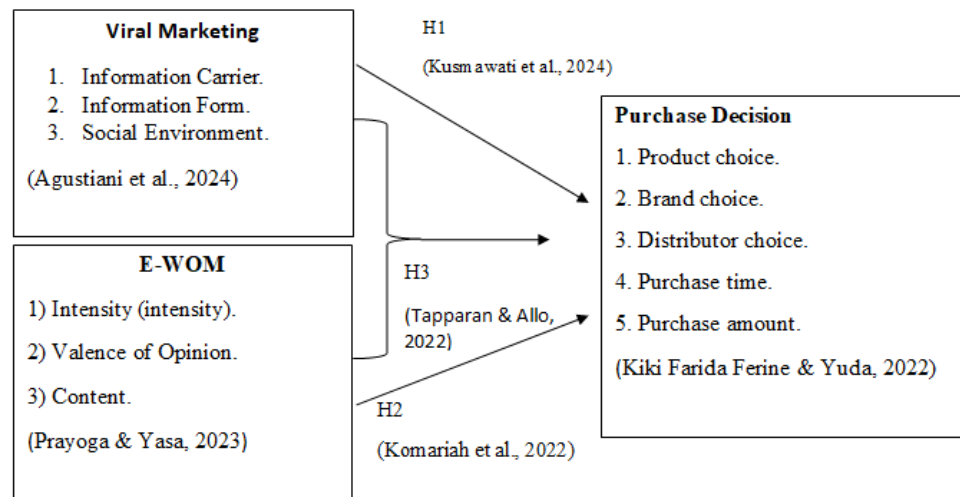 Viral Marketing
1. Information Carrier.
2. Information Form.
3. Social Environment.
(Agustiani et al., 2024)
E-WOM
1) Intensity (intensity).
2) Valence of Opinion.
3) Content.
(Prayoga & Yasa, 2023)
H1
(Kusmawati et al., 2024)
H3
(Tapparan & Allo,
2022)
H2
(Komariah et al., 2022)
Purchase Decision
1. Product choice.
2. Brand choice.
3. Distributor choice.
4. Purchase time.
5. Purchase amount.
(Kiki Farida Ferine & Yuda, 2022)